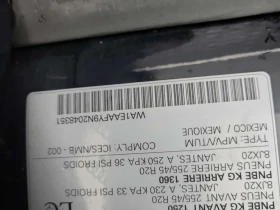 PNBE KG AVANT 1250
PNEUS AVANT 255/45 R20
8JX20 JANTES, A 230 KPA 33 PSI FROIDS
PNBE KG ARRIERE 1360
PNEUS ARRIERE 255/45 R20
8JX20 JANTES, A 250 KPA 36 PSI FROIDS
COMPLY: ICES/NMB - 002
TYPE: MPV/VTUM
MEXICO / MEXIQUE
WA1EAAFY9N2048351